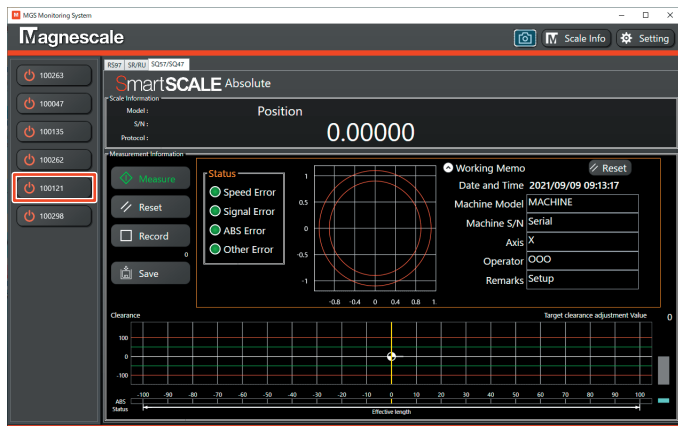 MGS Monitoring System
Magnescale
Scale Info
Setting
100263
100047
100135
100262
100121
100298
RS97 SR/RU SQ57/SQ47
SmartSCALE Absolute
Scale Information
Model :
S/N :
Protocol :
Position
0.00000
Measurement Information
Measure
Reset
Record
0
Save
Status
Speed Error
Signal Error
ABS Error
Other Error
1
0.5
0
-0.5
-1
-0.8 -0.4 0 0.4 0.8 1.
Working Memo
Reset
Date and Time 2021/09/09 09:13:17
Machine Model MACHINE
Machine S/N Serial
Axis X
Operator OOO
Remarks Setup
Clearance
Target clearance adjustment Value 0
100
0
-100
-100 -90 -80 -70 -60 -50 -40 -30 -20 -10 0 10 20 30 40 50 60 70 80 90 100
ABS
Status
Effective length